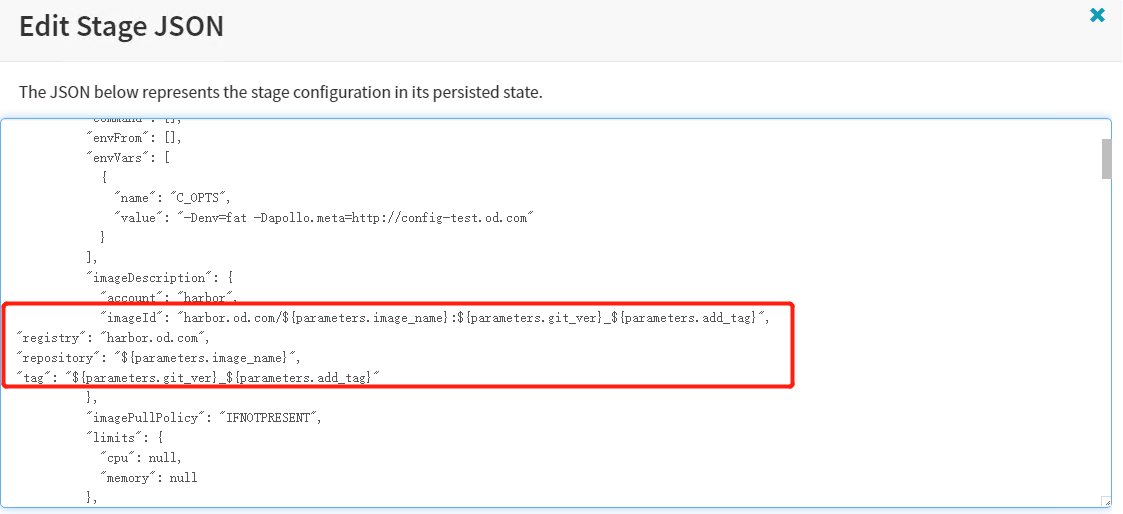 Edit Stage JSON
The JSON below represents the stage configuration in its persisted state.
"command": [],
"envFrom": [],
"envVars": [
{
"name": "C_OPTS",
"value": "-Denv=fat -Dapollo.meta=http://config-test.od.com"
}
],
"imageDescription": {
"account": "harbor",
"imageId": "harbor.od.com/${parameters.image_name}:${parameters.git_ver}_${parameters.add_tag}",
"registry": "harbor.od.com",
"repository": "${parameters.image_name}",
"tag": "${parameters.git_ver}_${parameters.add_tag}"
},
"imagePullPolicy": "IFNOTPRESENT",
"limits": {
"cpu": null,
"memory": null
},